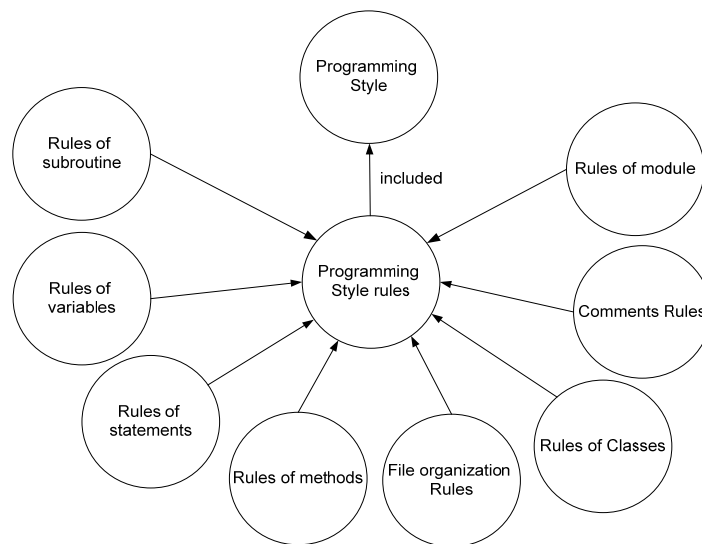 Programming
Style
Rules of
subroutine
included
Rules of module
Programming
Style rules
Rules of
variables
Comments Rules
Rules of
statements
Rules of methods
File organization
Rules
Rules of Classes